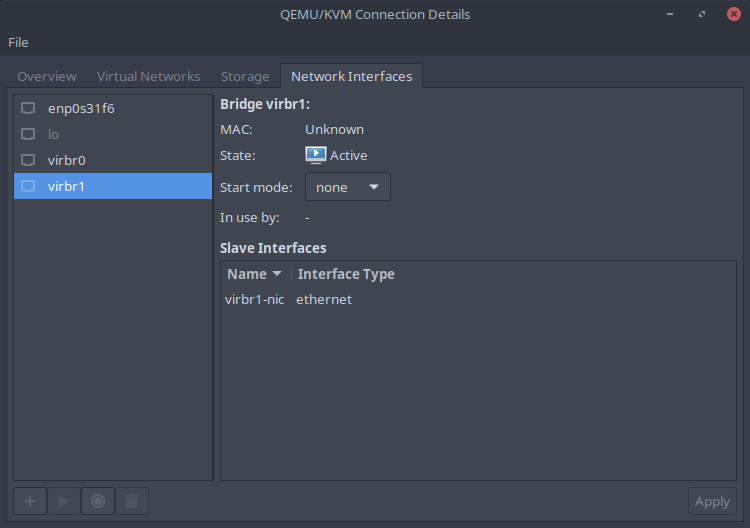 QEMU/KVM Connection Details
File
Overview Virtual Networks Storage Network Interfaces
enp0s31f6
lo
virbr0
virbr1
Bridge virbr1:
MAC: Unknown
State: Active
Start mode: none
In use by: -
Slave Interfaces
Name Interface Type
virbr1-nic ethernet
Apply